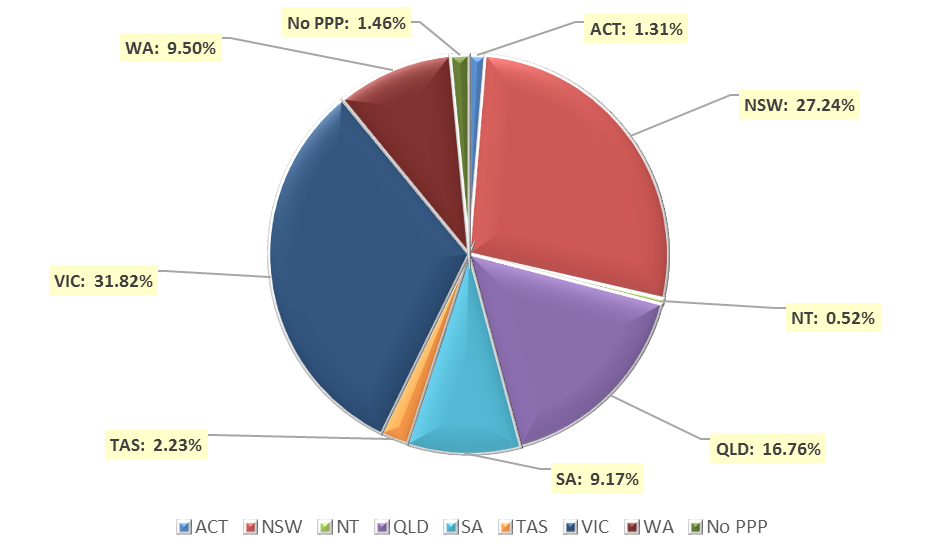 No PPP: 1.46%
ACT: 1.31%
WA: 9.50%
NSW: 27.24%
VIC: 31.82%
NT: 0.52%
TAS: 2.23%
QLD: 16.76%
SA: 9.17%
ACT NSW NT QLD SA TAS VIC WA No PPP